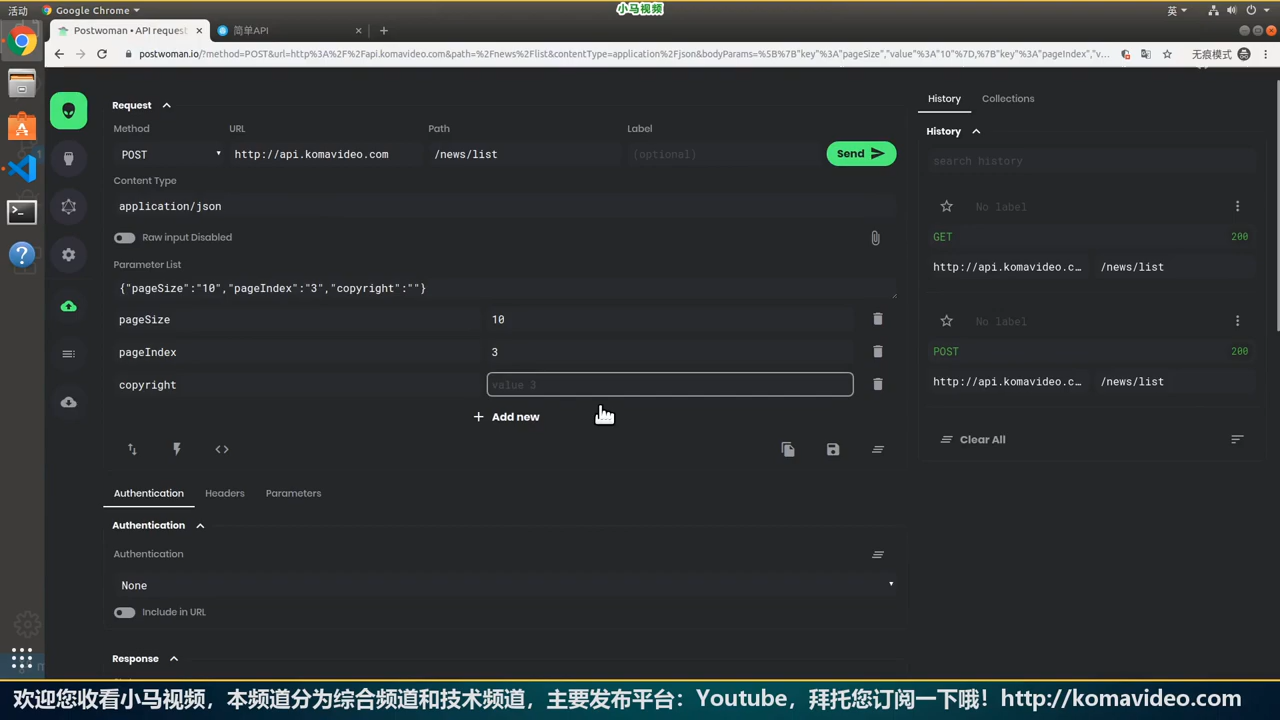 活动
Google Chrome
小马视频
英
Postwoman • API request
简单API
postwoman.io/?method=POST&url=http%3A%2F%2Fapi.komavideo.com&path=%2Fnews%2Flist&contentType=application%2Fjson&bodyParams=%5B%7B"key"%3A"pageSize","value"%3A"10"%7D,%7B"key"%3A"pageIndex","v...
无痕模式
Request
Method
URL
Path
Label
POST
http://api.komavideo.com
/news/list
(optional)
Send
Content Type
application/json
Raw input Disabled
Parameter List
{"pageSize":"10","pageIndex":"3","copyright":""}
pageSize
10
pageIndex
3
copyright
value 3
Add new
Authentication
Headers
Parameters
Authentication
Authentication
None
Include in URL
Response
History
Collections
History
search history
No label
GET
200
http://api.komavideo.c...
/news/list
No label
POST
200
http://api.komavideo.c...
/news/list
Clear All
欢迎您收看小马视频，本频道分为综合频道和技术频道，主要发布平台：Youtube，拜托您订阅一下哦！http://komavideo.com